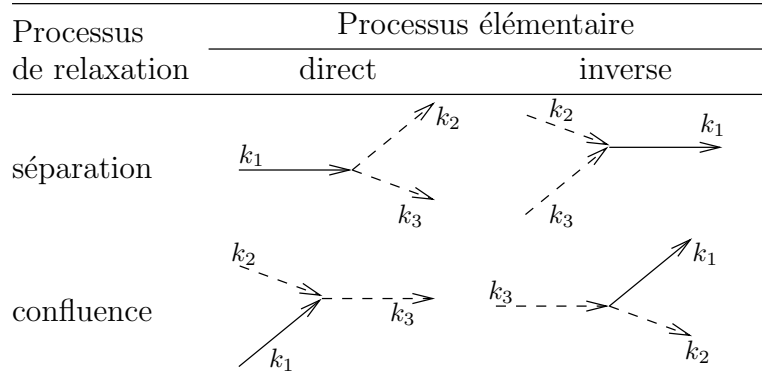 Processus Processus élémentaire
de relaxation direct inverse
séparation k₁ k₂ k₃ k₂ k₁ k₃
confluence k₂ k₃ k₁ k₃ k₁ k₂